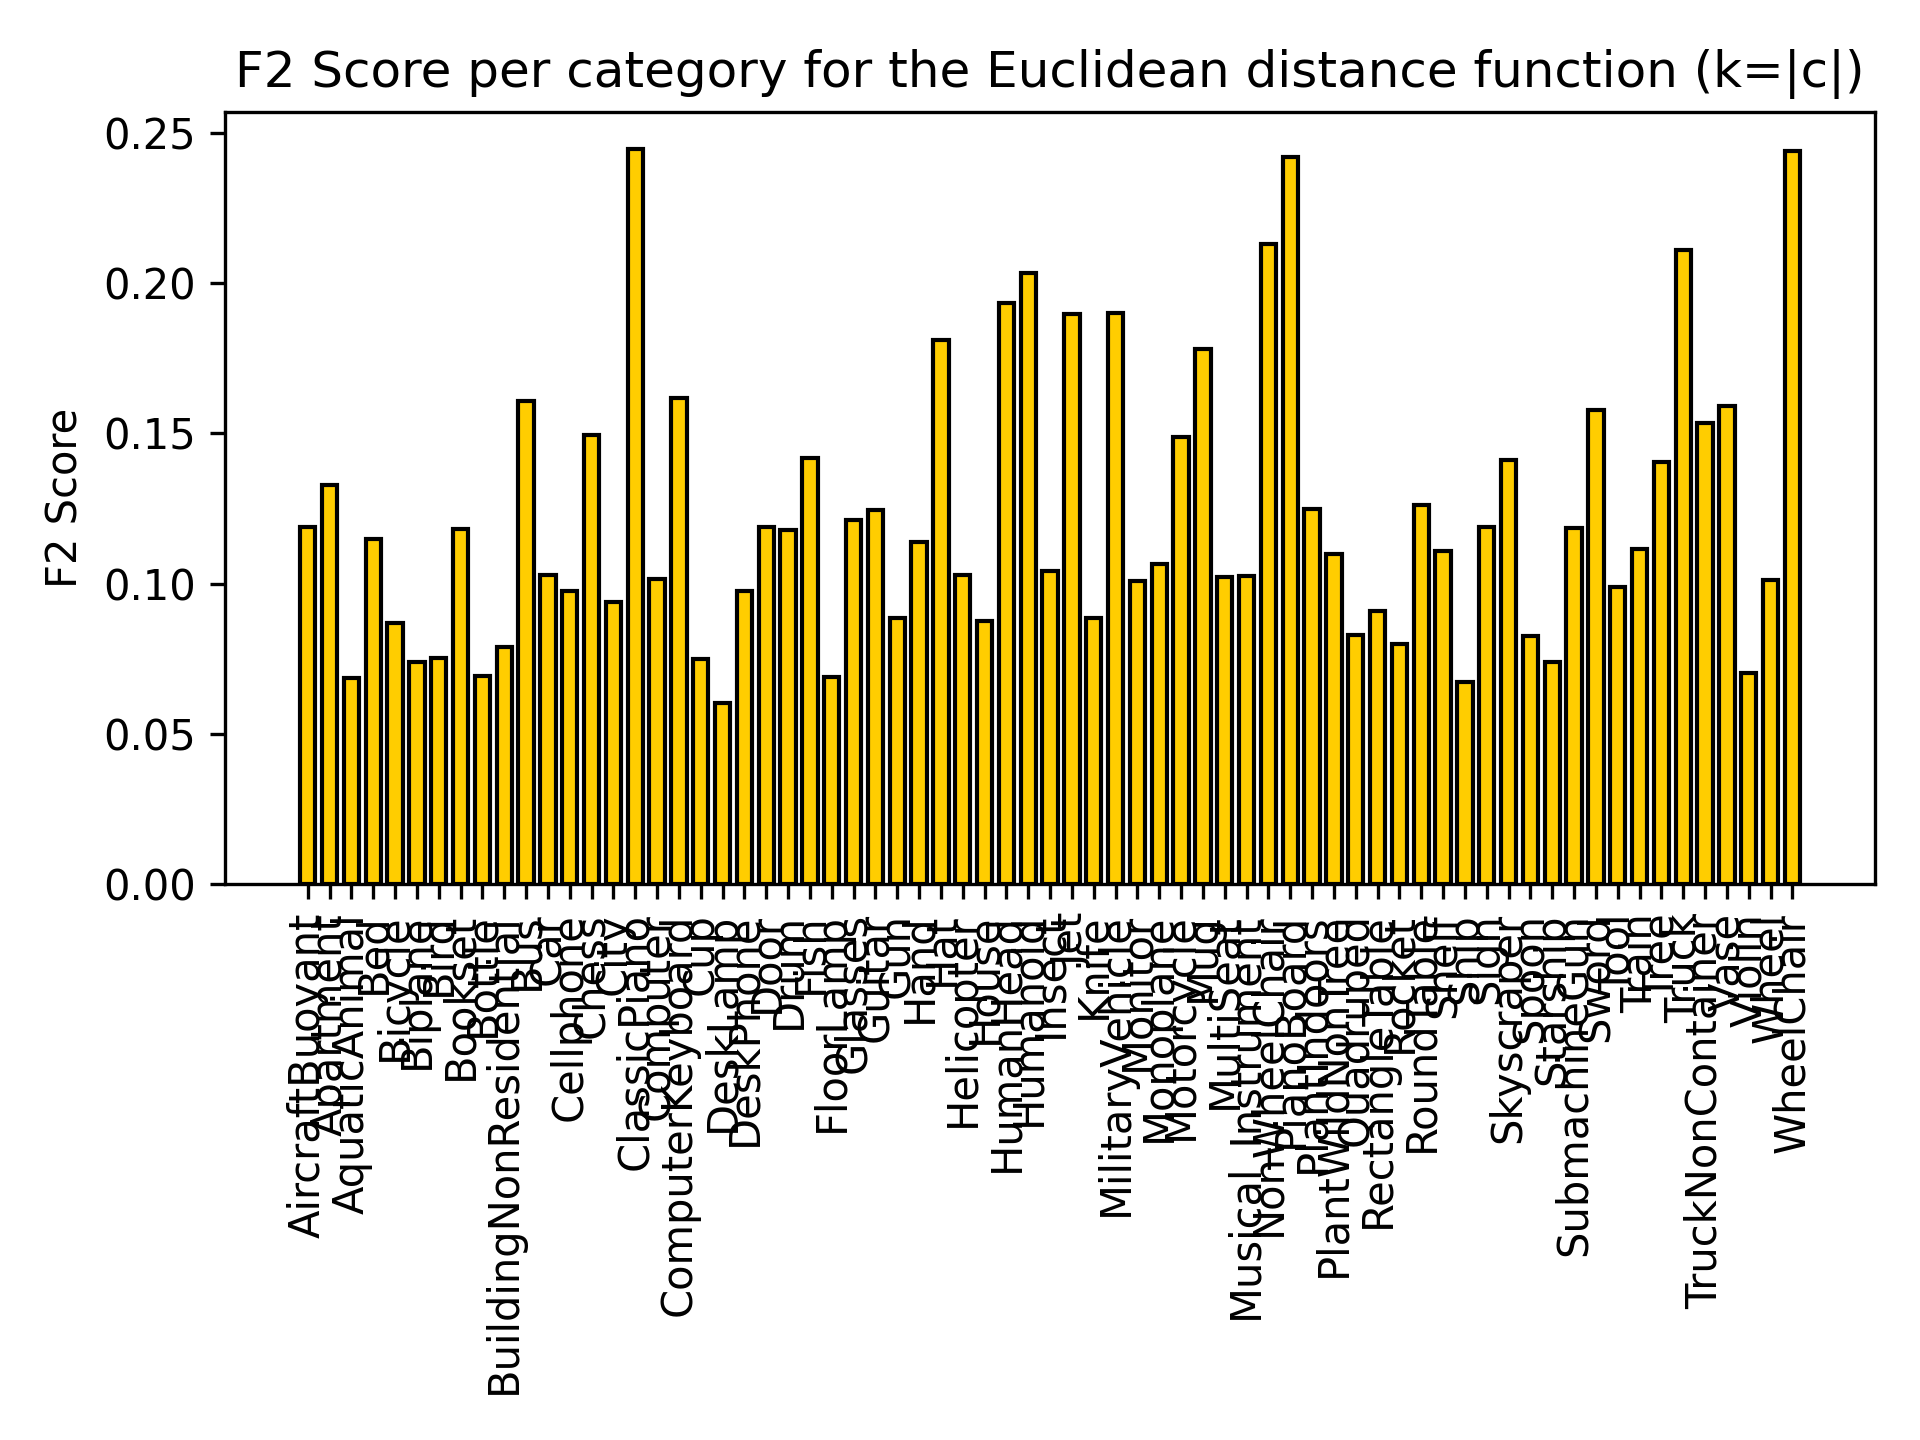 F2 Score per category for the Euclidean distance function (k=|c|)
0.25
0.20
0.15
0.10
0.05
0.00
F2 Score
AircraftBuoyant
Apartment
AquaticAnimal
Bed
Bicycle
Biplane
Bird
Bookset
Bottle
BuildingNonResidential
Bus
Car
Cellphone
Chess
City
ClassicPiano
Computer
ComputerKeyboard
Cup
DeskLamp
DeskPhone
Door
Drum
Fish
FloorLamp
Glasses
Guitar
Gun
Hand
Hat
Helicopter
House
HumanHead
Humanoid
Insect
Jet
Knife
MilitaryVehicle
Monitor
Monoplane
Motorcycle
Mug
MultiSeat
Musical_Instrument
NonWheelChair
PianoBoard
PlantIndoors
PlantWildNonTree
Quadruped
RectangleTable
Rocket
RoundTable
Shelf
Ship
Sign
Skyscraper
Spoon
Starship
SubmachineGun
Sword
Tool
Train
Tree
Truck
TruckNonContainer
Vase
Violin
Wheel
WheelChair